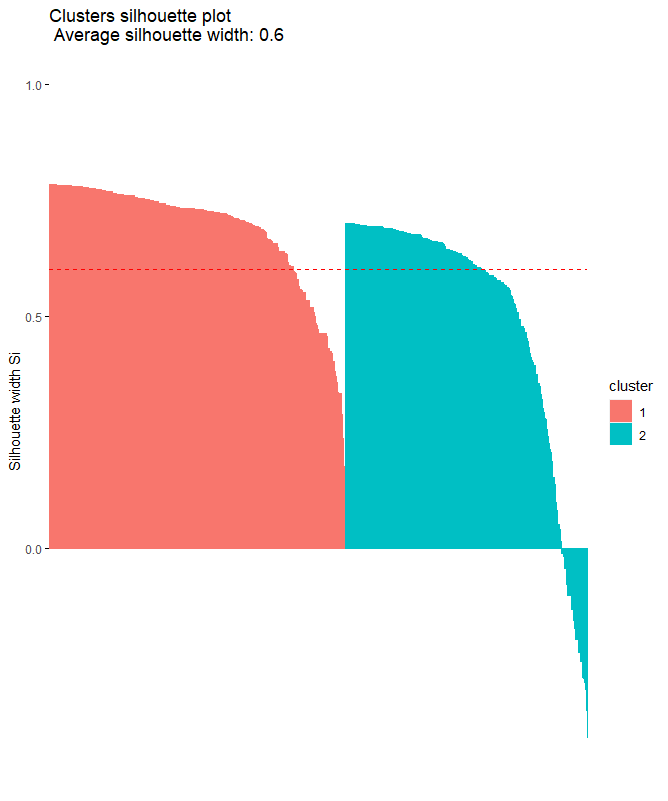 Clusters silhouette plot
Average silhouette width: 0.6
1.0
0.5
0.0
Silhouette width Si
cluster
1
2